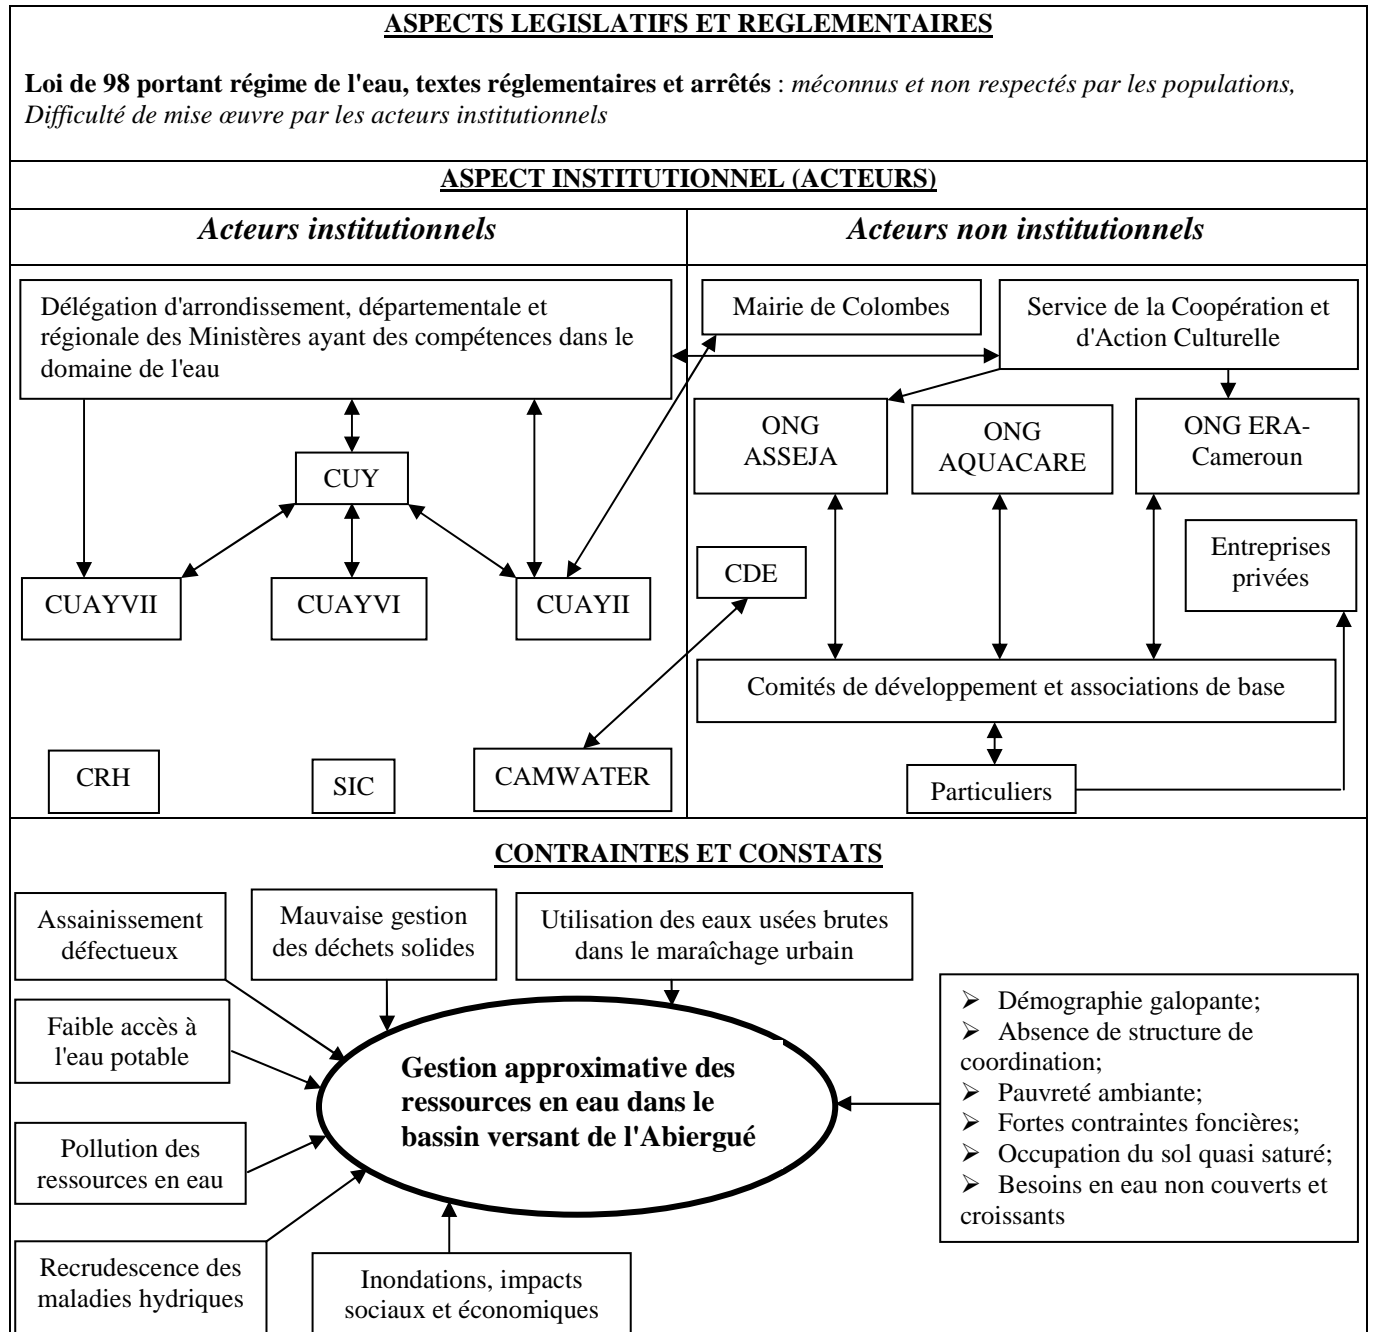 ASPECTS LEGISLATIFS ET REGLEMENTAIRES
Loi de 98 portant régime de l'eau, textes réglementaires et arrêtés : méconnus et non respectés par les populations,
Difficulté de mise œuvre par les acteurs institutionnels
ASPECT INSTITUTIONNEL (ACTEURS)
Acteurs institutionnels
Acteurs non institutionnels
Délégation d'arrondissement, départementale et
régionale des Ministères ayant des compétences dans le
domaine de l'eau
CUY
CUAYVII
CUAYVI
CUAYII
CRH
SIC
CAMWATER
Mairie de Colombes
Service de la Coopération et
d'Action Culturelle
ONG
ASSEJA
ONG
AQUACARE
ONG ERA-
Cameroun
CDE
Entreprises
privées
Comités de développement et associations de base
Particuliers
CONTRAINTES ET CONSTATS
Assainissement
défectueux
Mauvaise gestion
des déchets solides
Utilisation des eaux usées brutes
dans le maraîchage urbain
Faible accès à
l'eau potable
Gestion approximative des
ressources en eau dans le
bassin versant de l'Abiergué
➢ Démographie galopante;
➢ Absence de structure de
coordination;
➢ Pauvreté ambiante;
➢ Fortes contraintes foncières;
➢ Occupation du sol quasi saturé;
➢ Besoins en eau non couverts et
croissants
Pollution des
ressources en eau
Recrudescence des
maladies hydriques
Inondations, impacts
sociaux et économiques